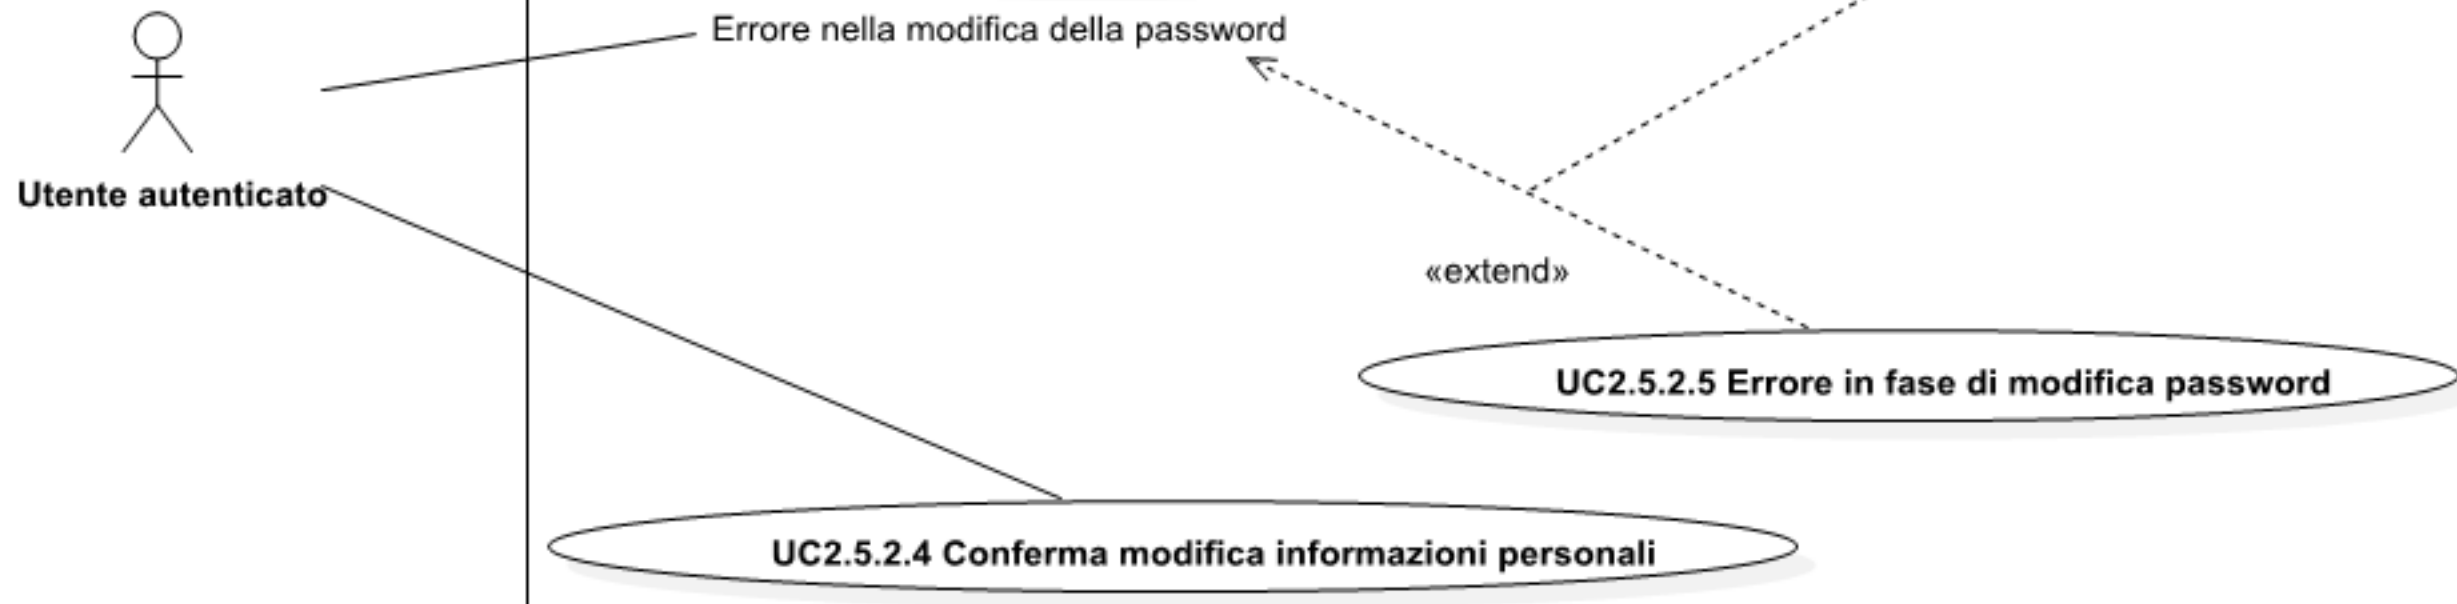 Errore nella modifica della password
Utente autenticato
«extend»
UC2.5.2.5 Errore in fase di modifica password
UC2.5.2.4 Conferma modifica informazioni personali